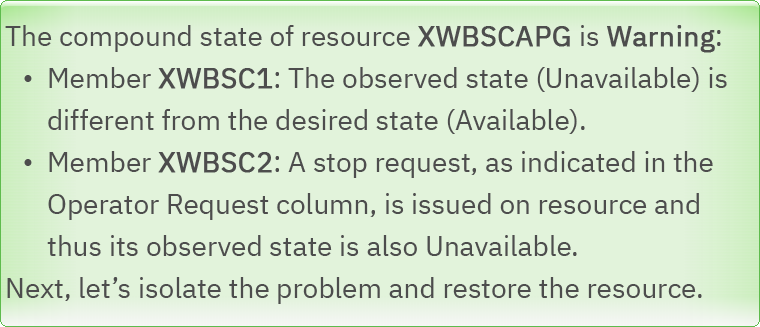 The compound state of resource XWBSCAPG is Warning:
• Member XWBSC1: The observed state (Unavailable) is
different from the desired state (Available).
• Member XWBSC2: A stop request, as indicated in the
Operator Request column, is issued on resource and
thus its observed state is also Unavailable.
Next, let’s isolate the problem and restore the resource.